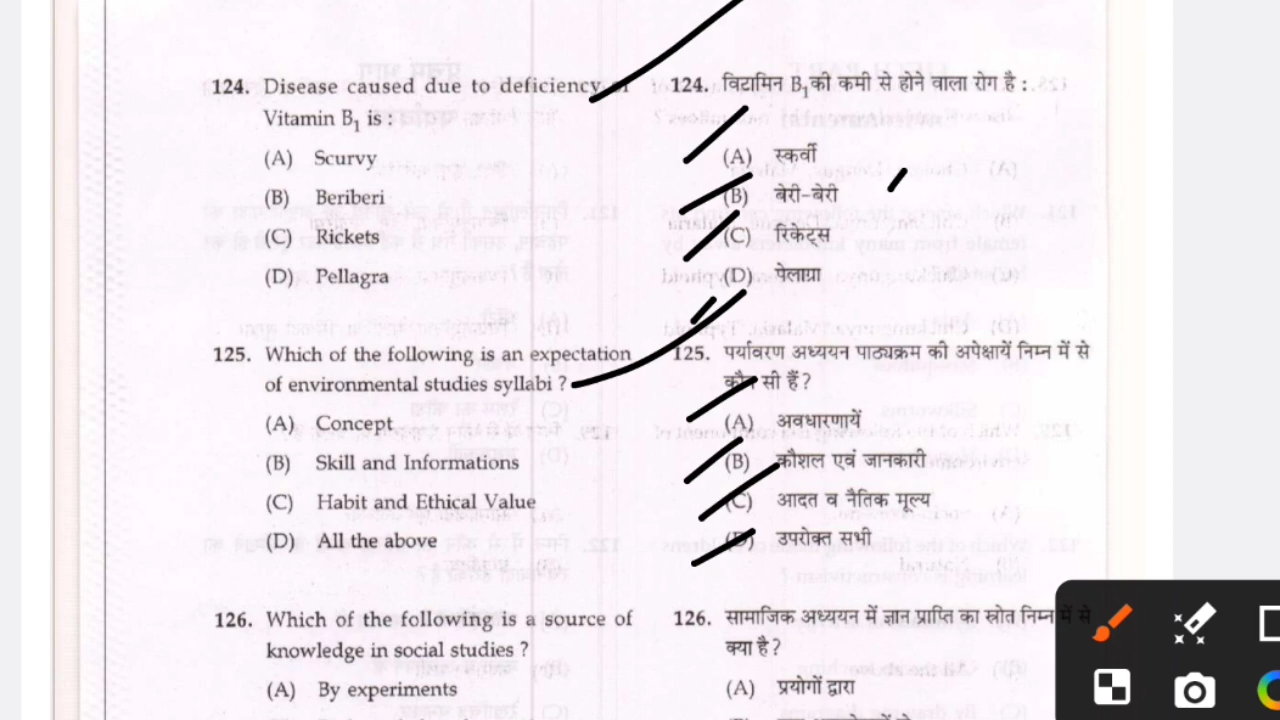 124. Disease caused due to deficiency of
Vitamin B₁ is :
(A) Scurvy
(B) Beriberi
(C) Rickets
(D) Pellagra
125. Which of the following is an expectation
of environmental studies syllabi ?
(A) Concept
(B) Skill and Informations
(C) Habit and Ethical Value
(D) All the above
126. Which of the following is a source of
knowledge in social studies ?
(A) By experiments
124. विटामिन B₁की कमी से होने वाला रोग है :
(A) स्कर्वी
(B) बेरी-बेरी
(C) रिकेट्स
(D) पेलाग्रा
125. पर्यावरण अध्ययन पाठ्यक्रम की अपेक्षायें निम्न में से
कौन सी हैं ?
(A) अवधारणायें
(B) कौशल एवं जानकारी
(C) आदत व नैतिक मूल्य
(D) उपरोक्त सभी
126. सामाजिक अध्ययन में ज्ञान प्राप्ति का स्त्रोत निम्न में से
क्या है ?
(A) प्रयोगों द्वारा